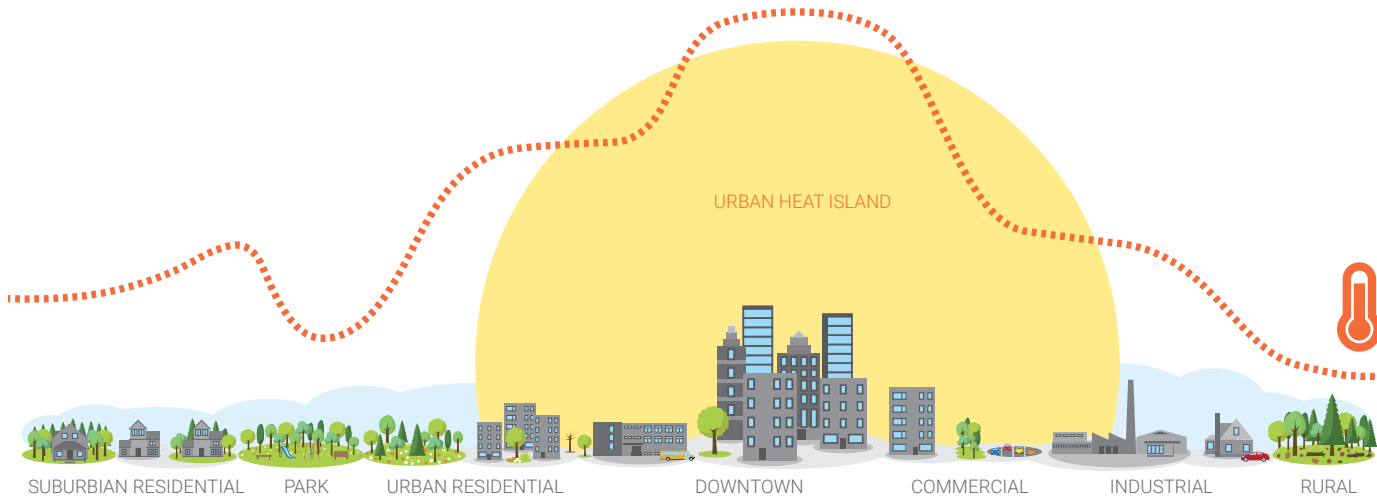 URBAN HEAT ISLAND
SUBURBIAN RESIDENTIAL
PARK
URBAN RESIDENTIAL
DOWNTOWN
COMMERCIAL
INDUSTRIAL
RURAL